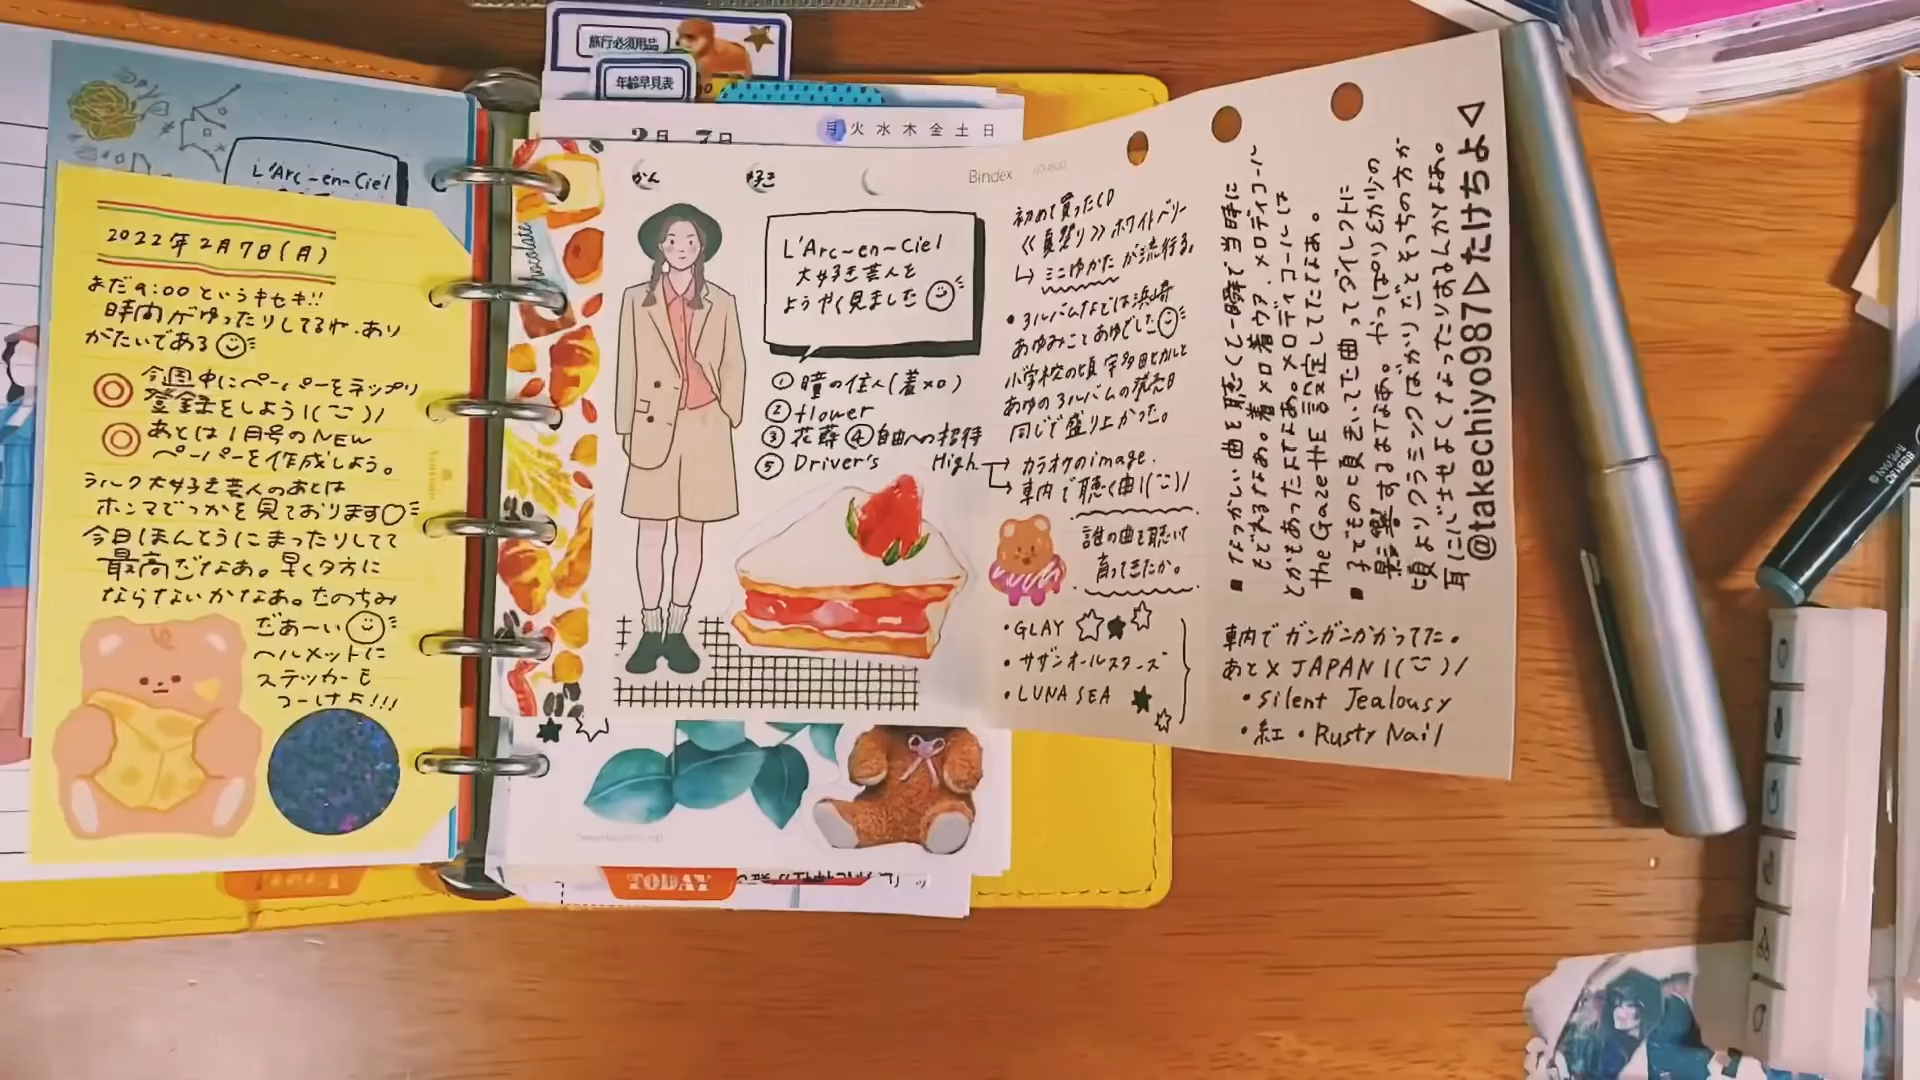 旅行必須用品
年齢早見表
2月 7日
月 火 水 木 金 土 日
L'Arc~en~Ciel
2022年2月7日(月)
まだ9:00というキセキ!!
時間がゆったりしてるね、あり
がたいである
今週中にペーパーをラップリ
登録をしよう!
あとは1月号のNEW
ペーパーを作成しよう。
ラルク大好き芸人のあとは
ホンマでっかを見ております
今日ほんとうにまったりしてて
最高だなぁ。早く夕方に
ならないかなぁ。たのちみ
だぁーい
ヘルメットに
ステッカーを
つーけよ!!!
chocolate
かん
好き
Bindex
L'Arc~en~Ciel
大好き芸人を
ようやく見ました
① 瞳の住人(着メロ)
② flower
③ 花葬 ④自由への招待
⑤ Driver's High
カラオケのimage.
車内で聴く曲
初めて買ったCD
《夏祭り》ホワイトベリー
↳ ミニゆかたが流行る。
• アルバムなどは浜崎
あゆみことあゆでした
小学校の頃 宇多田ヒカルと
あゆのアルバムの発売日
同じで盛り上がった。
誰の曲を聴いて
育ってきたか。
• GLAY
• サザンオールスターズ
• LUNA SEA
■ なつかしい曲を聴くと一瞬で当時に
もどれるなぁ。着メロ着ウタ、メロディコール
とかもあったよなぁ。メロディコールは
the GazettE 設定してたなぁ。
■ 子どものころきいてた曲ってダイレクトに
影響するよなぁ。やっぱり幼少の
頃よりクラシックばかりだとそっちの方が
耳に心地よくなったりするんかなぁ。
@takechiyo0987▷たけちよ◁
車内でガンガンかかってた。
あとX JAPAN
• Silent Jealousy
• 紅 • Rusty Nail
TODAY